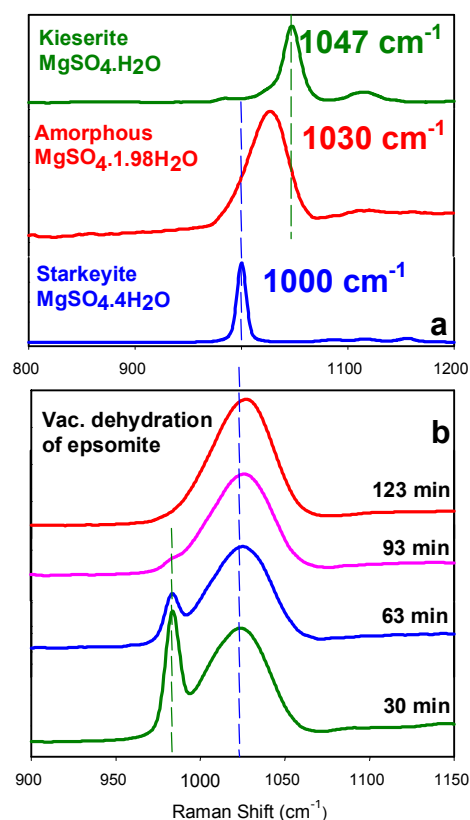 Kieserite
MgSO4.H2O
1047 cm-1
Amorphous
MgSO4.1.98H2O
1030 cm-1
Starkeyite
MgSO4.4H2O
1000 cm-1
a
800 900 1100 1200
Vac. dehydration
of epsomite
b
123 min
93 min
63 min
30 min
900 950 1000 1050 1100 1150
Raman Shift (cm-1)